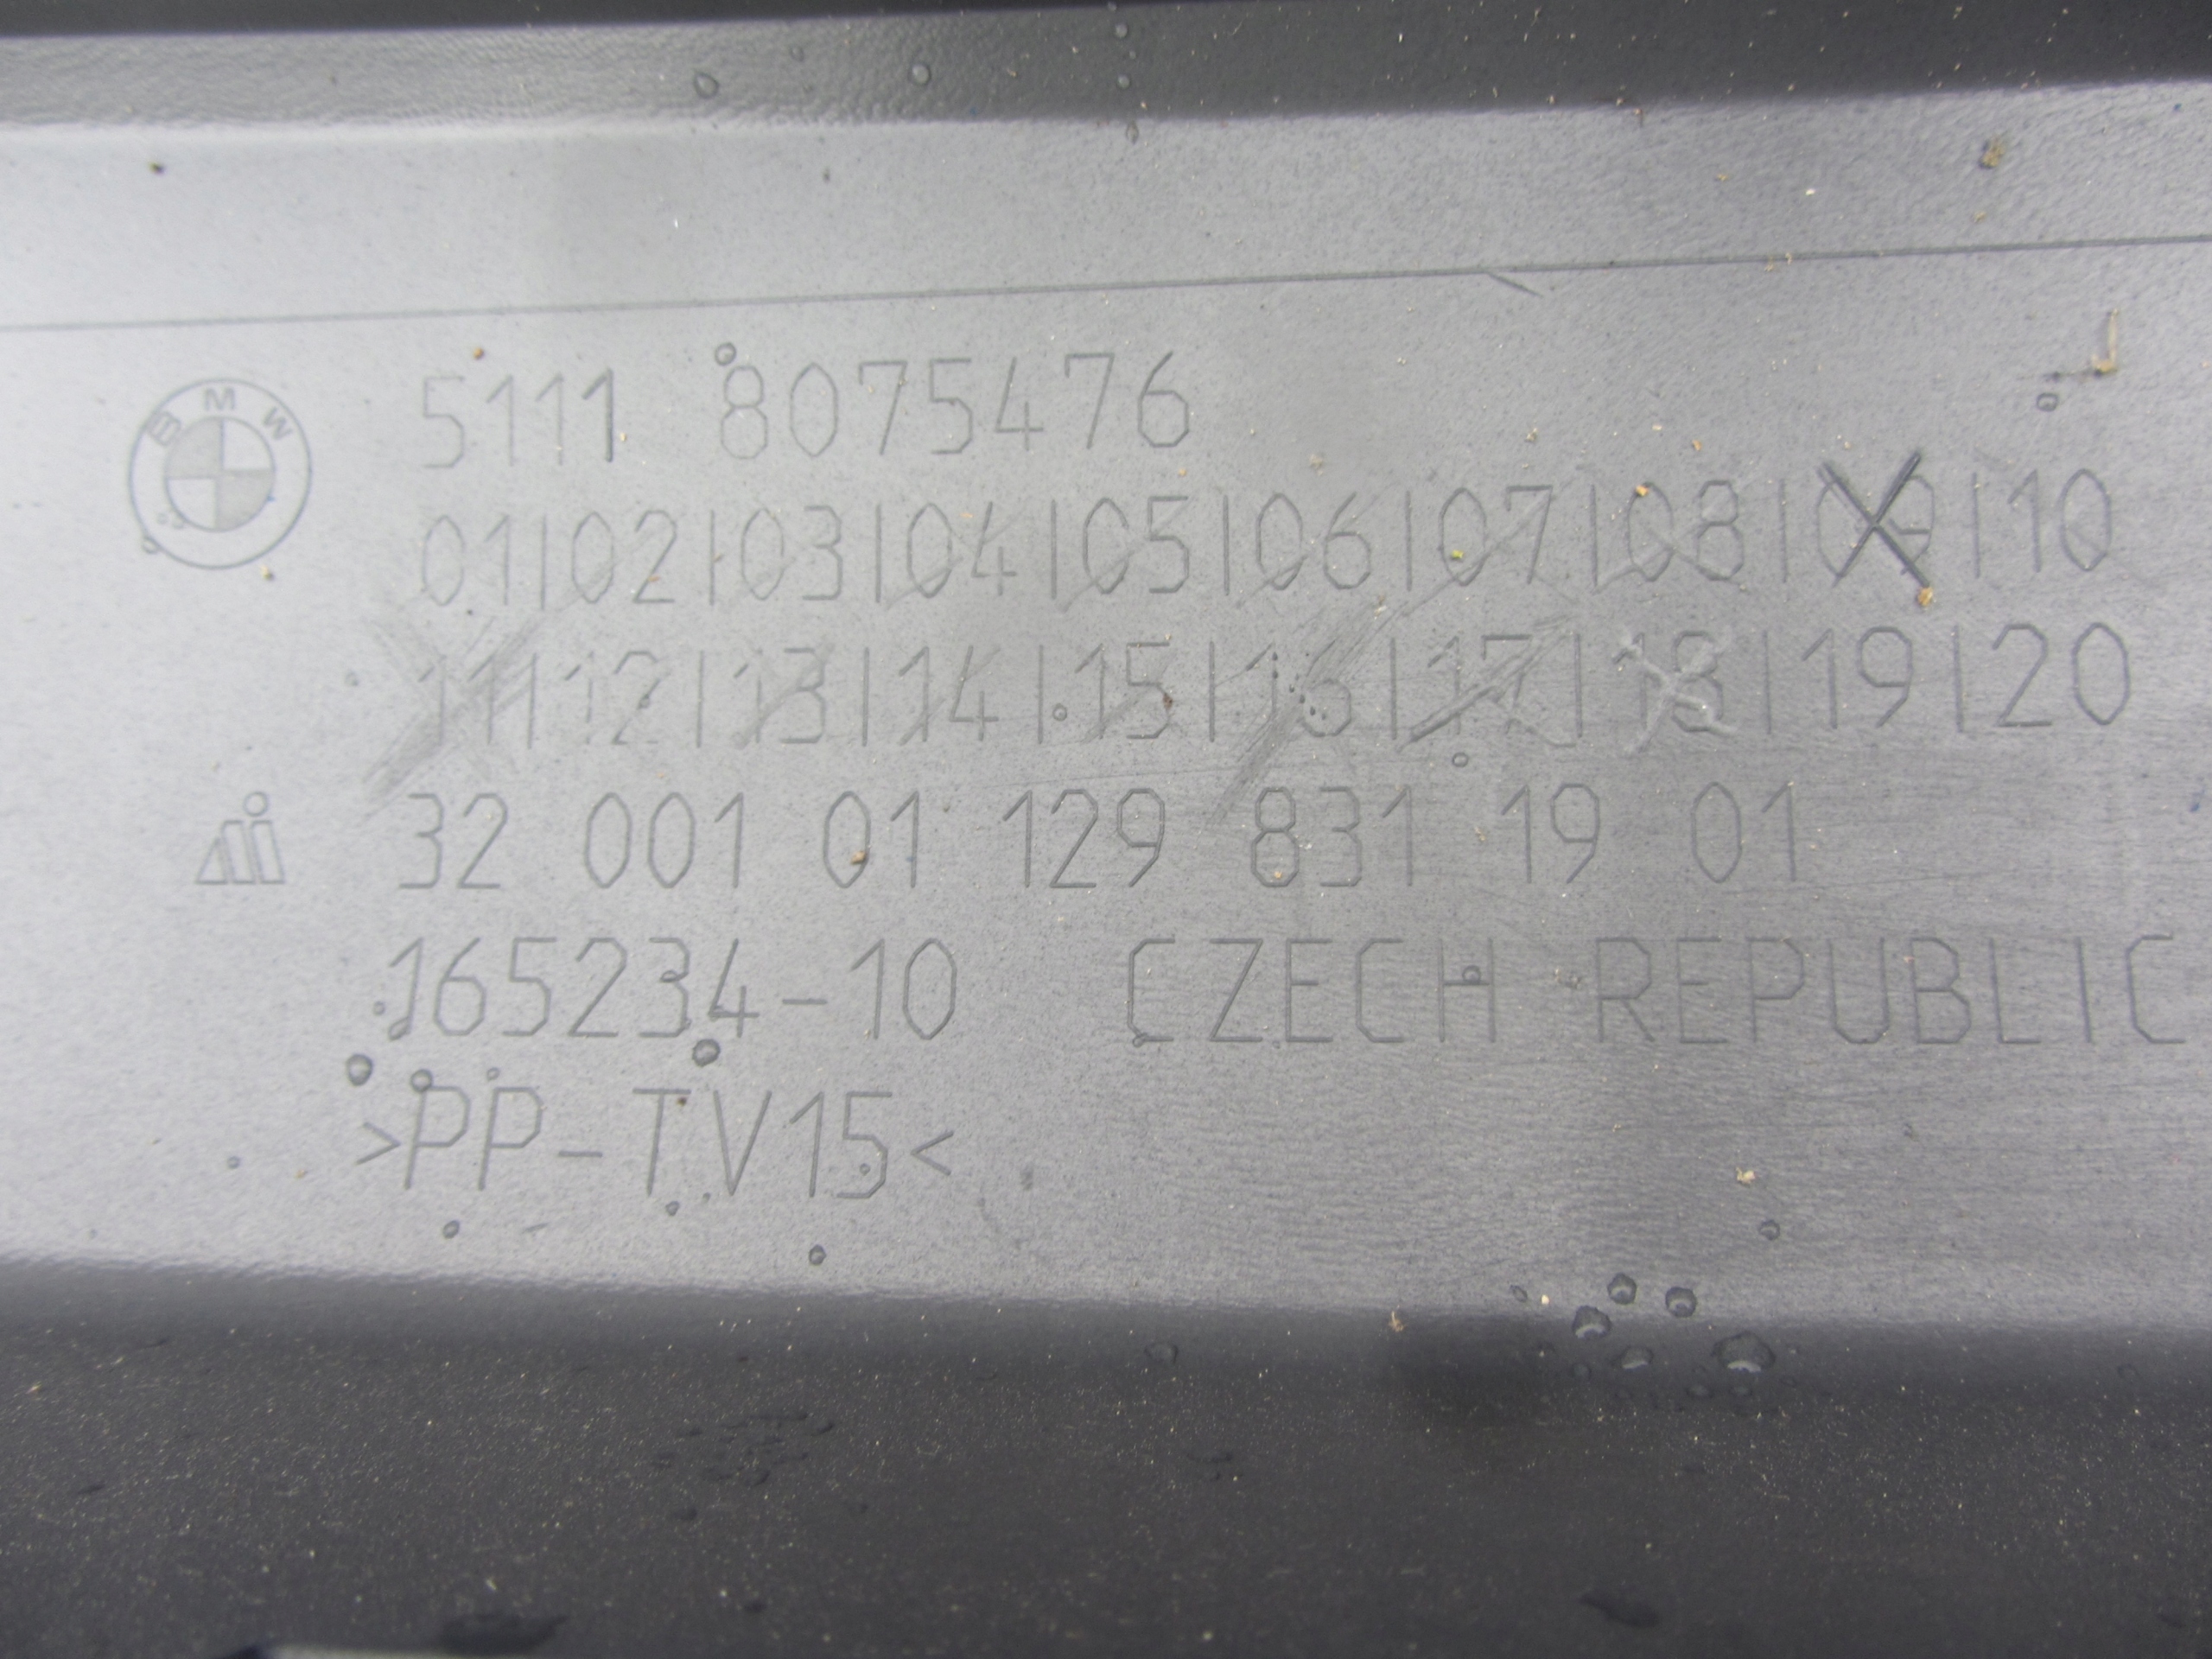 BMW
5111 8075476
01|02|03|04|05|06|07|08|09|10
11|12|13|14|15|16|17|18|19|20
32 001 01 129 831 19 01
165234-10 CZECH REPUBLIC
>PP-TV15<